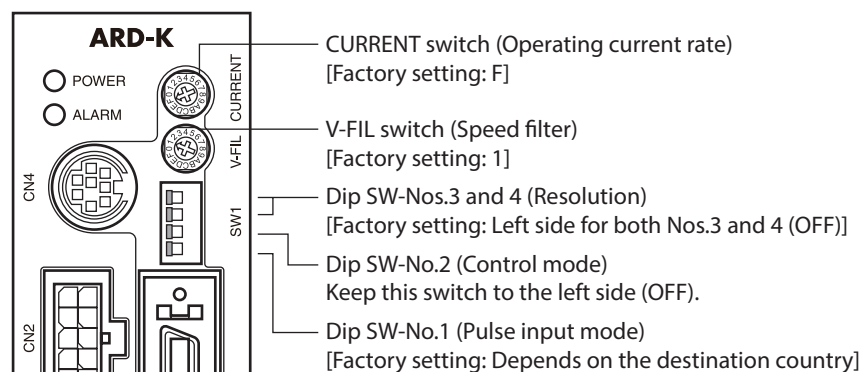 ARD-K
POWER
ALARM
CURRENT
V-FIL
CN4
SW1
CN2
CURRENT switch (Operating current rate)
[Factory setting: F]
V-FIL switch (Speed filter)
[Factory setting: 1]
Dip SW-Nos.3 and 4 (Resolution)
[Factory setting: Left side for both Nos.3 and 4 (OFF)]
Dip SW-No.2 (Control mode)
Keep this switch to the left side (OFF).
Dip SW-No.1 (Pulse input mode)
[Factory setting: Depends on the destination country]